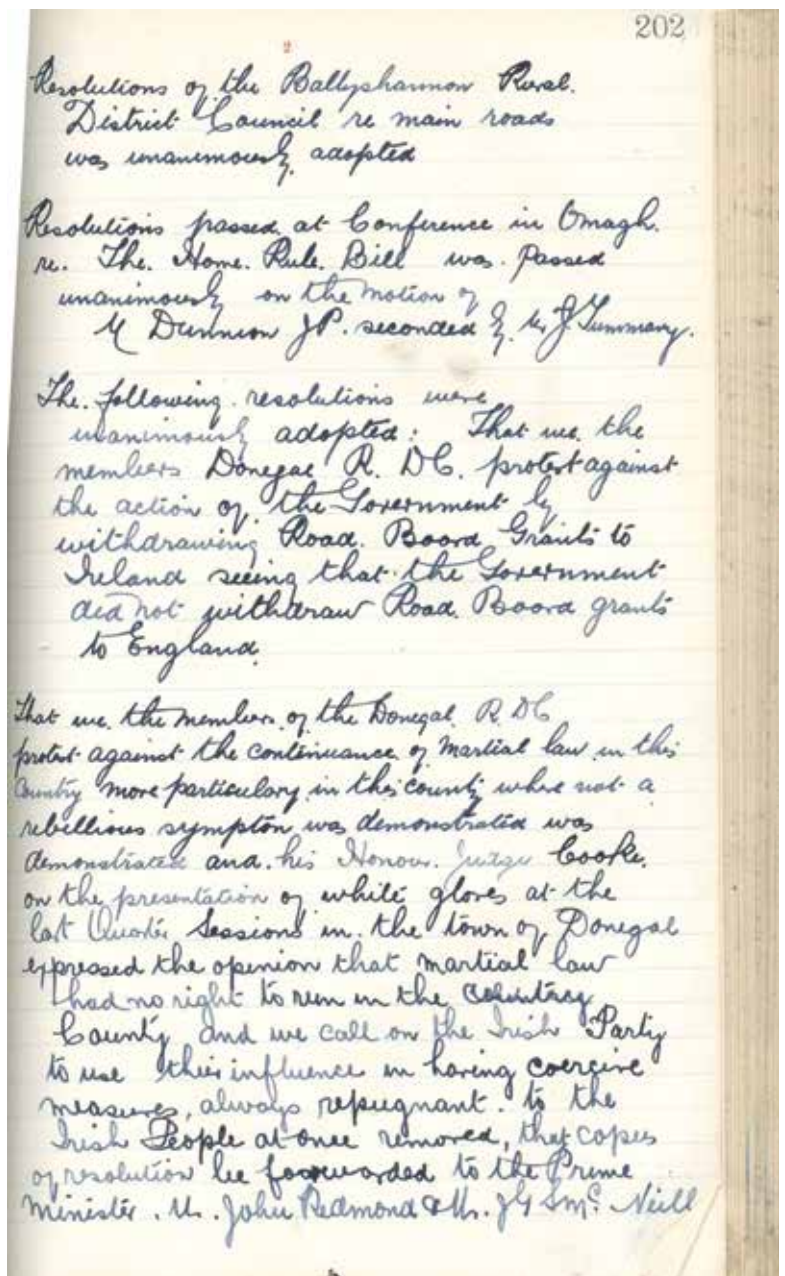 202
2
Resolutions of the Ballyshannon Rural.
District Council re main roads
was unanimously adopted
Resolutions passed at Conference in Omagh.
re. The. Home. Rule. Bill was. passed
unanimously on the motion of
M Dunnion J.P. seconded by Mr J. Timmany.
The. following. resolutions were
unanimously adopted: That we. the
members Donegal R. D.C. protest against
the action of. the Government by
withdrawing Road. Board Grants to
Ireland seeing that the Government
did not withdraw Road. Board grants
to England.
That we. the members of the Donegal. R.D.C
protest against the continuance of martial law in this
Country more particulary in this county where not a
rebellious sympton was demonstrated was
demonstrated and. his Honour. Judge Cooke.
on the presentation of white gloves at the
last Quarter Sessions in. the town of Donegal
expressed the opinion that martial law
had no right to run in the country
County and we call on the Irish Party
to use their influence in having coercive
measures, always repugnant. to the
Irish People at once removed, that copies
of resolution be forwarded to the Prime
Minister. Mr. John Redmond & Mr. J G S Mc. Neill